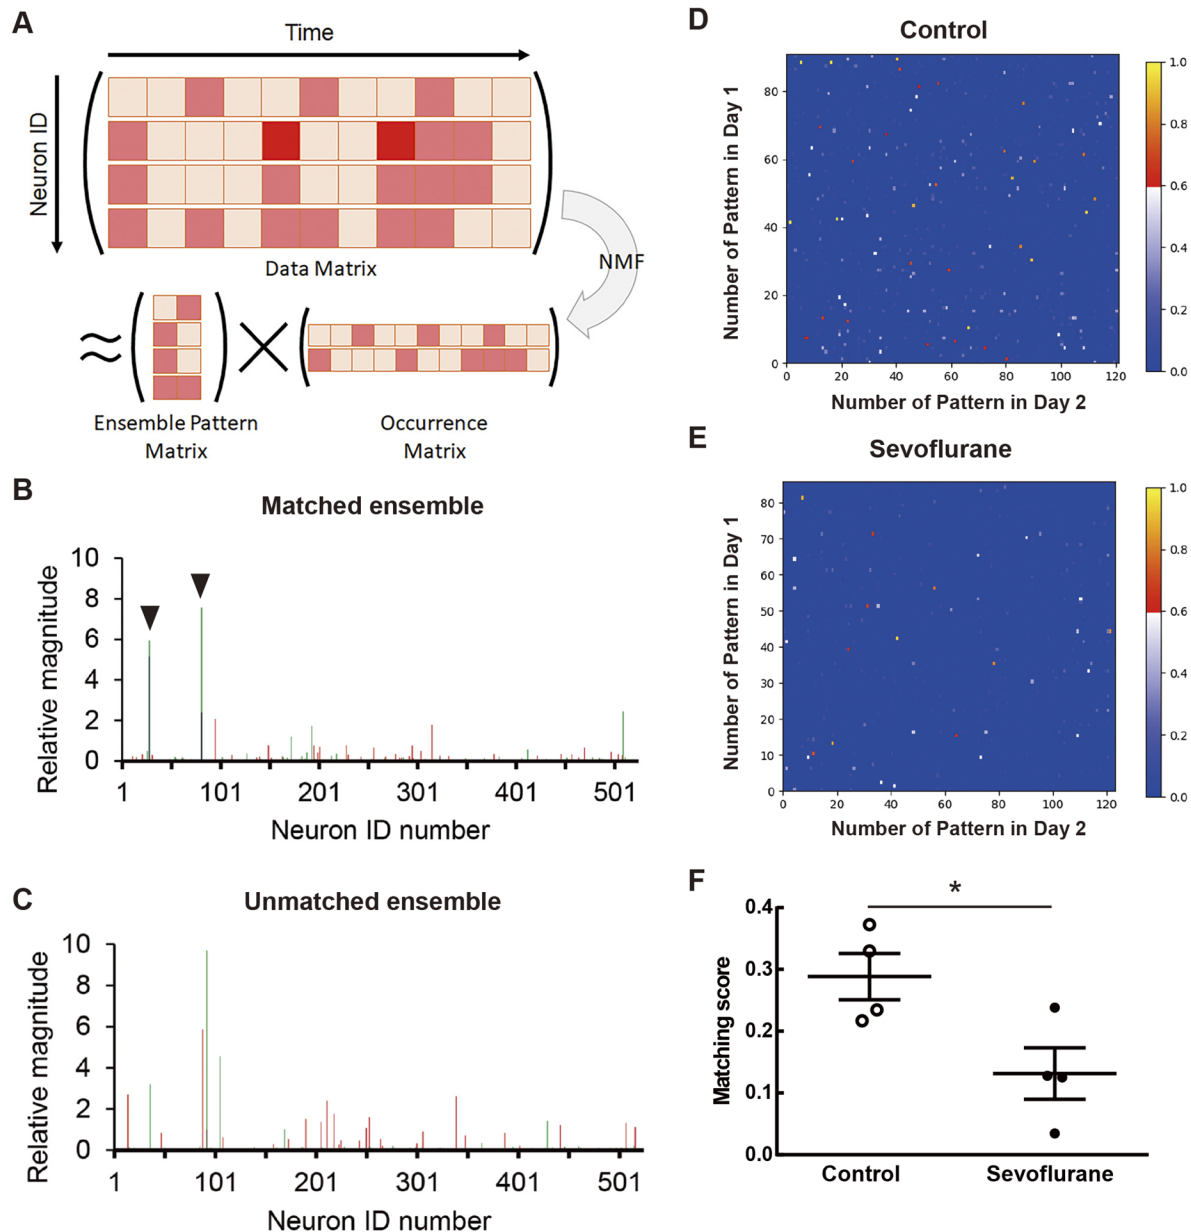 A
Time
Neuron ID
Data Matrix
NMF
Ensemble Pattern
Matrix
Occurrence
Matrix
B
Matched ensemble
Relative magnitude
10
8
6
4
2
0
1 101 201 301 401 501
Neuron ID number
C
Unmatched ensemble
Relative magnitude
10
8
6
4
2
0
1 101 201 301 401 501
Neuron ID number
D
Control
Number of Pattern in Day 1
80
60
40
20
0
0 20 40 60 80 100 120
Number of Pattern in Day 2
1.0
0.8
0.6
0.4
0.2
0.0
E
Sevoflurane
Number of Pattern in Day 1
80
70
60
50
40
30
20
10
0
0 20 40 60 80 100 120
Number of Pattern in Day 2
1.0
0.8
0.6
0.4
0.2
0.0
F
*
Matching score
0.4
0.3
0.2
0.1
0.0
Control Sevoflurane